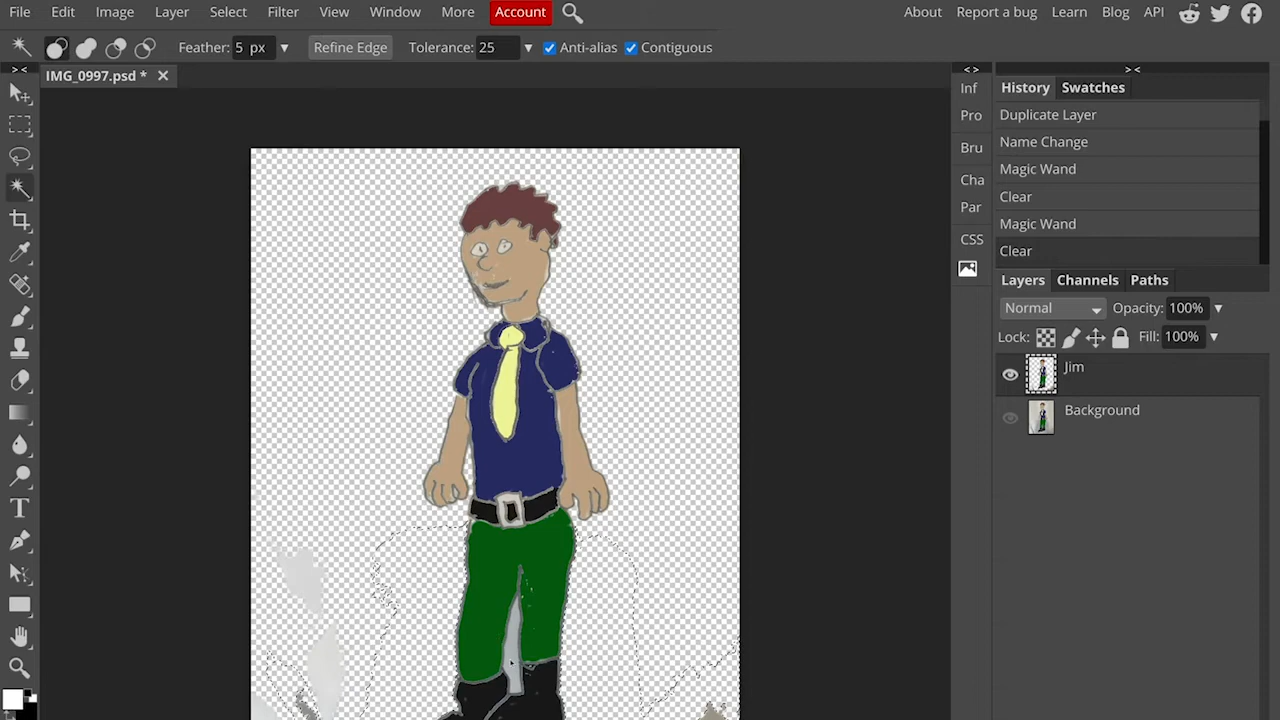 File Edit Image Layer Select Filter View Window More Account About Report a bug Learn Blog API
Feather: 5 px Refine Edge Tolerance: 25 Anti-alias Contiguous
> < < > > <
IMG_0997.psd *
Inf
Pro
Bru
Cha
Par
CSS
History Swatches
Duplicate Layer
Name Change
Magic Wand
Clear
Magic Wand
Clear
Layers Channels Paths
Normal Opacity: 100%
Lock: Fill: 100%
Jim
Background